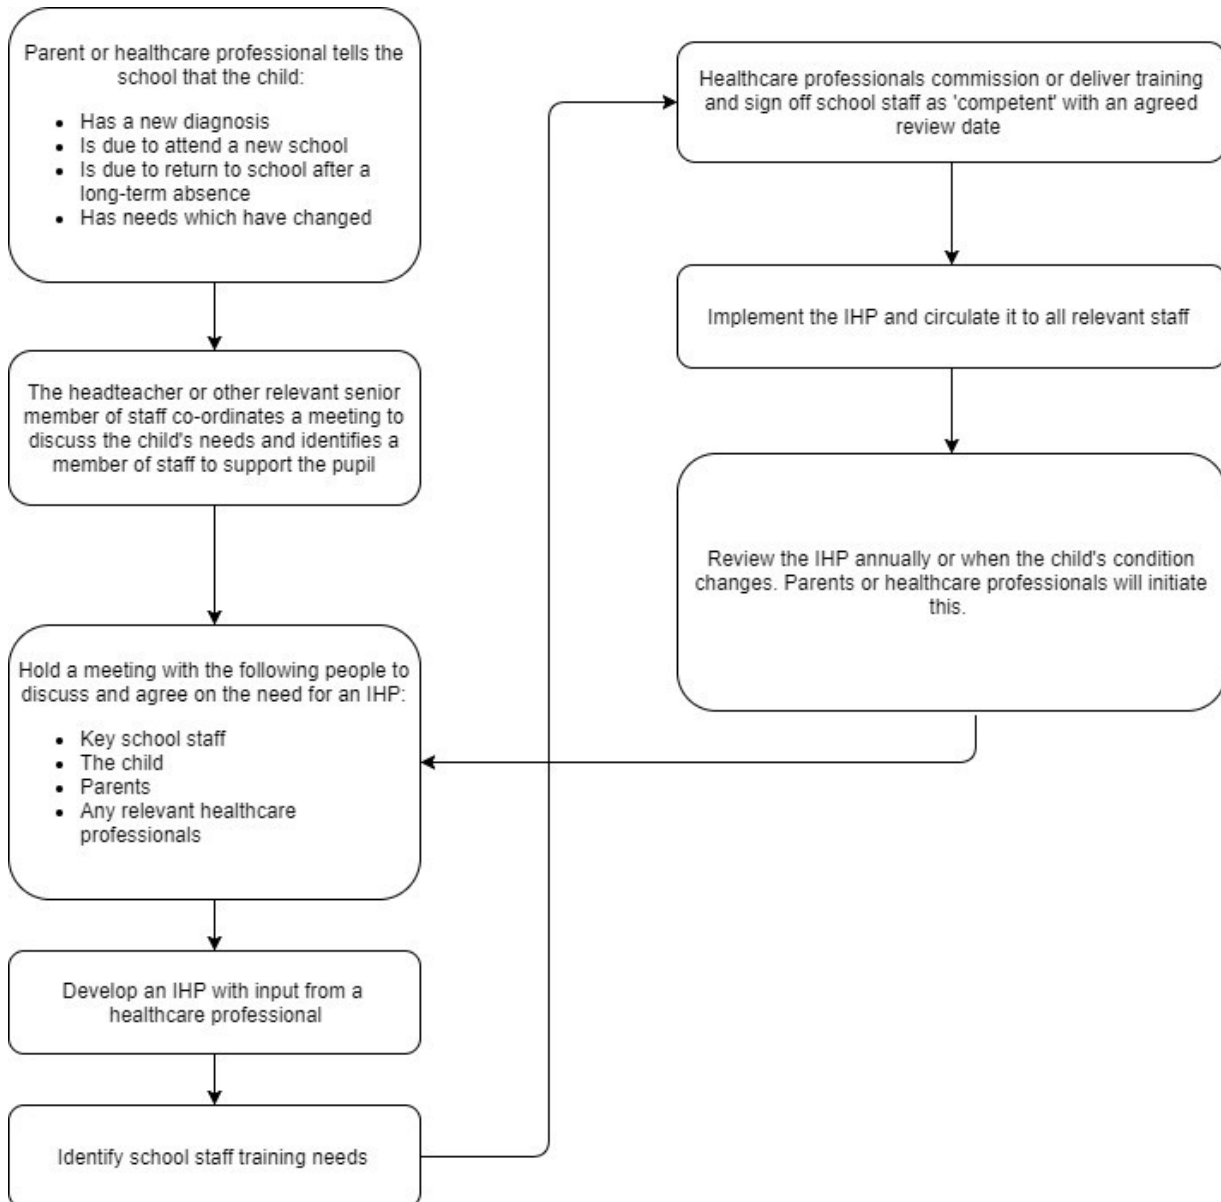 Parent or healthcare professional tells the
school that the child:
• Has a new diagnosis
• Is due to attend a new school
• Is due to return to school after a
long-term absence
• Has needs which have changed
The headteacher or other relevant senior
member of staff co-ordinates a meeting to
discuss the child's needs and identifies a
member of staff to support the pupil
Hold a meeting with the following people to
discuss and agree on the need for an IHP:
• Key school staff
• The child
• Parents
• Any relevant healthcare
professionals
Develop an IHP with input from a
healthcare professional
Identify school staff training needs
Healthcare professionals commission or deliver training
and sign off school staff as 'competent' with an agreed
review date
Implement the IHP and circulate it to all relevant staff
Review the IHP annually or when the child's condition
changes. Parents or healthcare professionals will initiate
this.